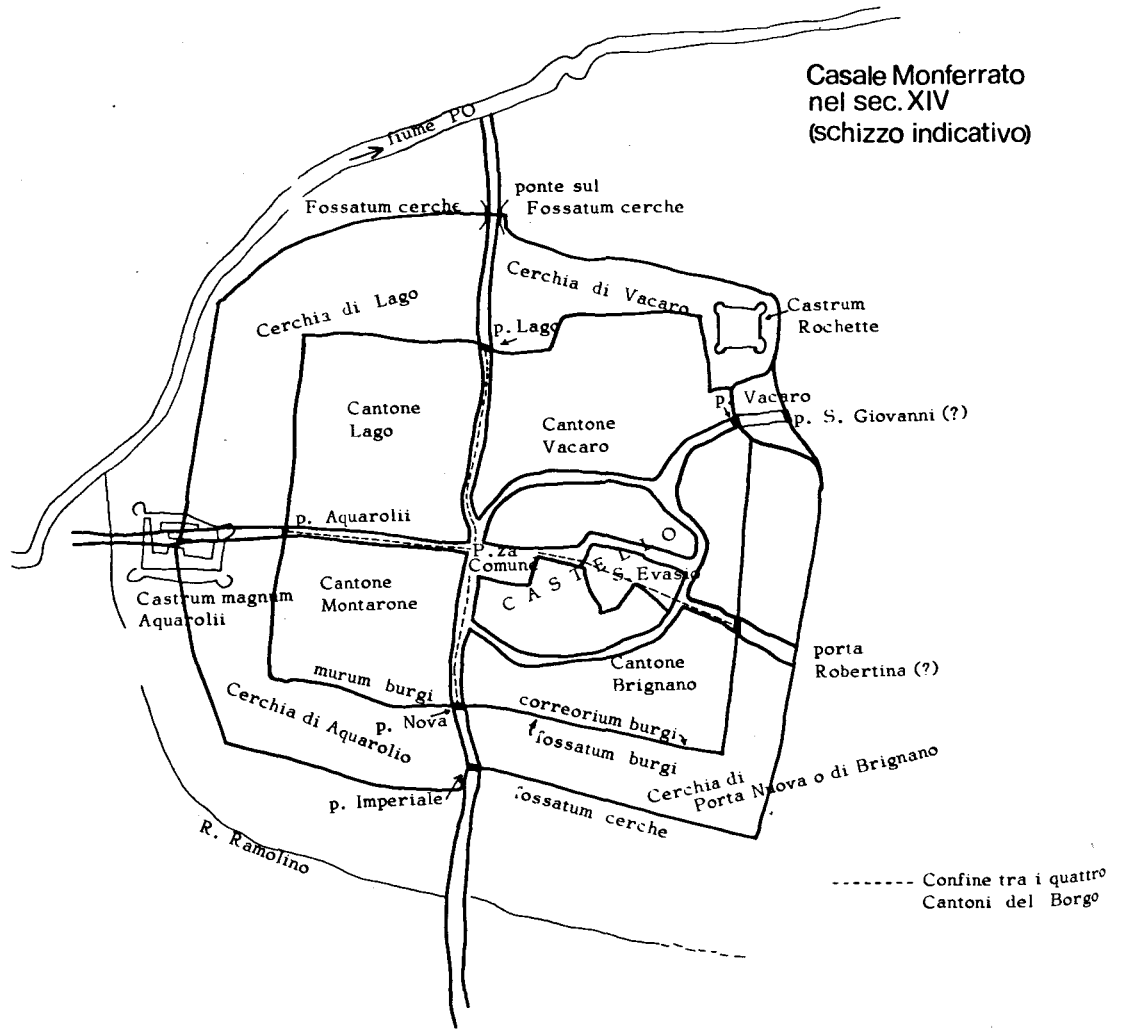 Casale Monferrato
nel sec. XIV
(schizzo indicativo)
fiume PO
ponte sul
Fossatum cerche
Fossatum cerche
Cerchia di Vacaro
Cerchia di Lago
Castrum
Rochette
p. Lago
p. Vacaro
p. S. Giovanni (?)
Cantone
Lago
Cantone
Vacaro
p. Aquarolii
P.za
Comune
CASTELLO
S. Evasio
Cantone
Montarone
Castrum magnum
Aquarolii
porta
Robertina (?)
Cantone
Brignano
murum burgi
Cerchia di Aquarolio
p. Nova
correorium burgi
fossatum burgi
Cerchia di
Porta Nuova o di Brignano
p. Imperiale
fossatum cerche
R. Ramolino
Confine tra i quattro
Cantoni del Borgo